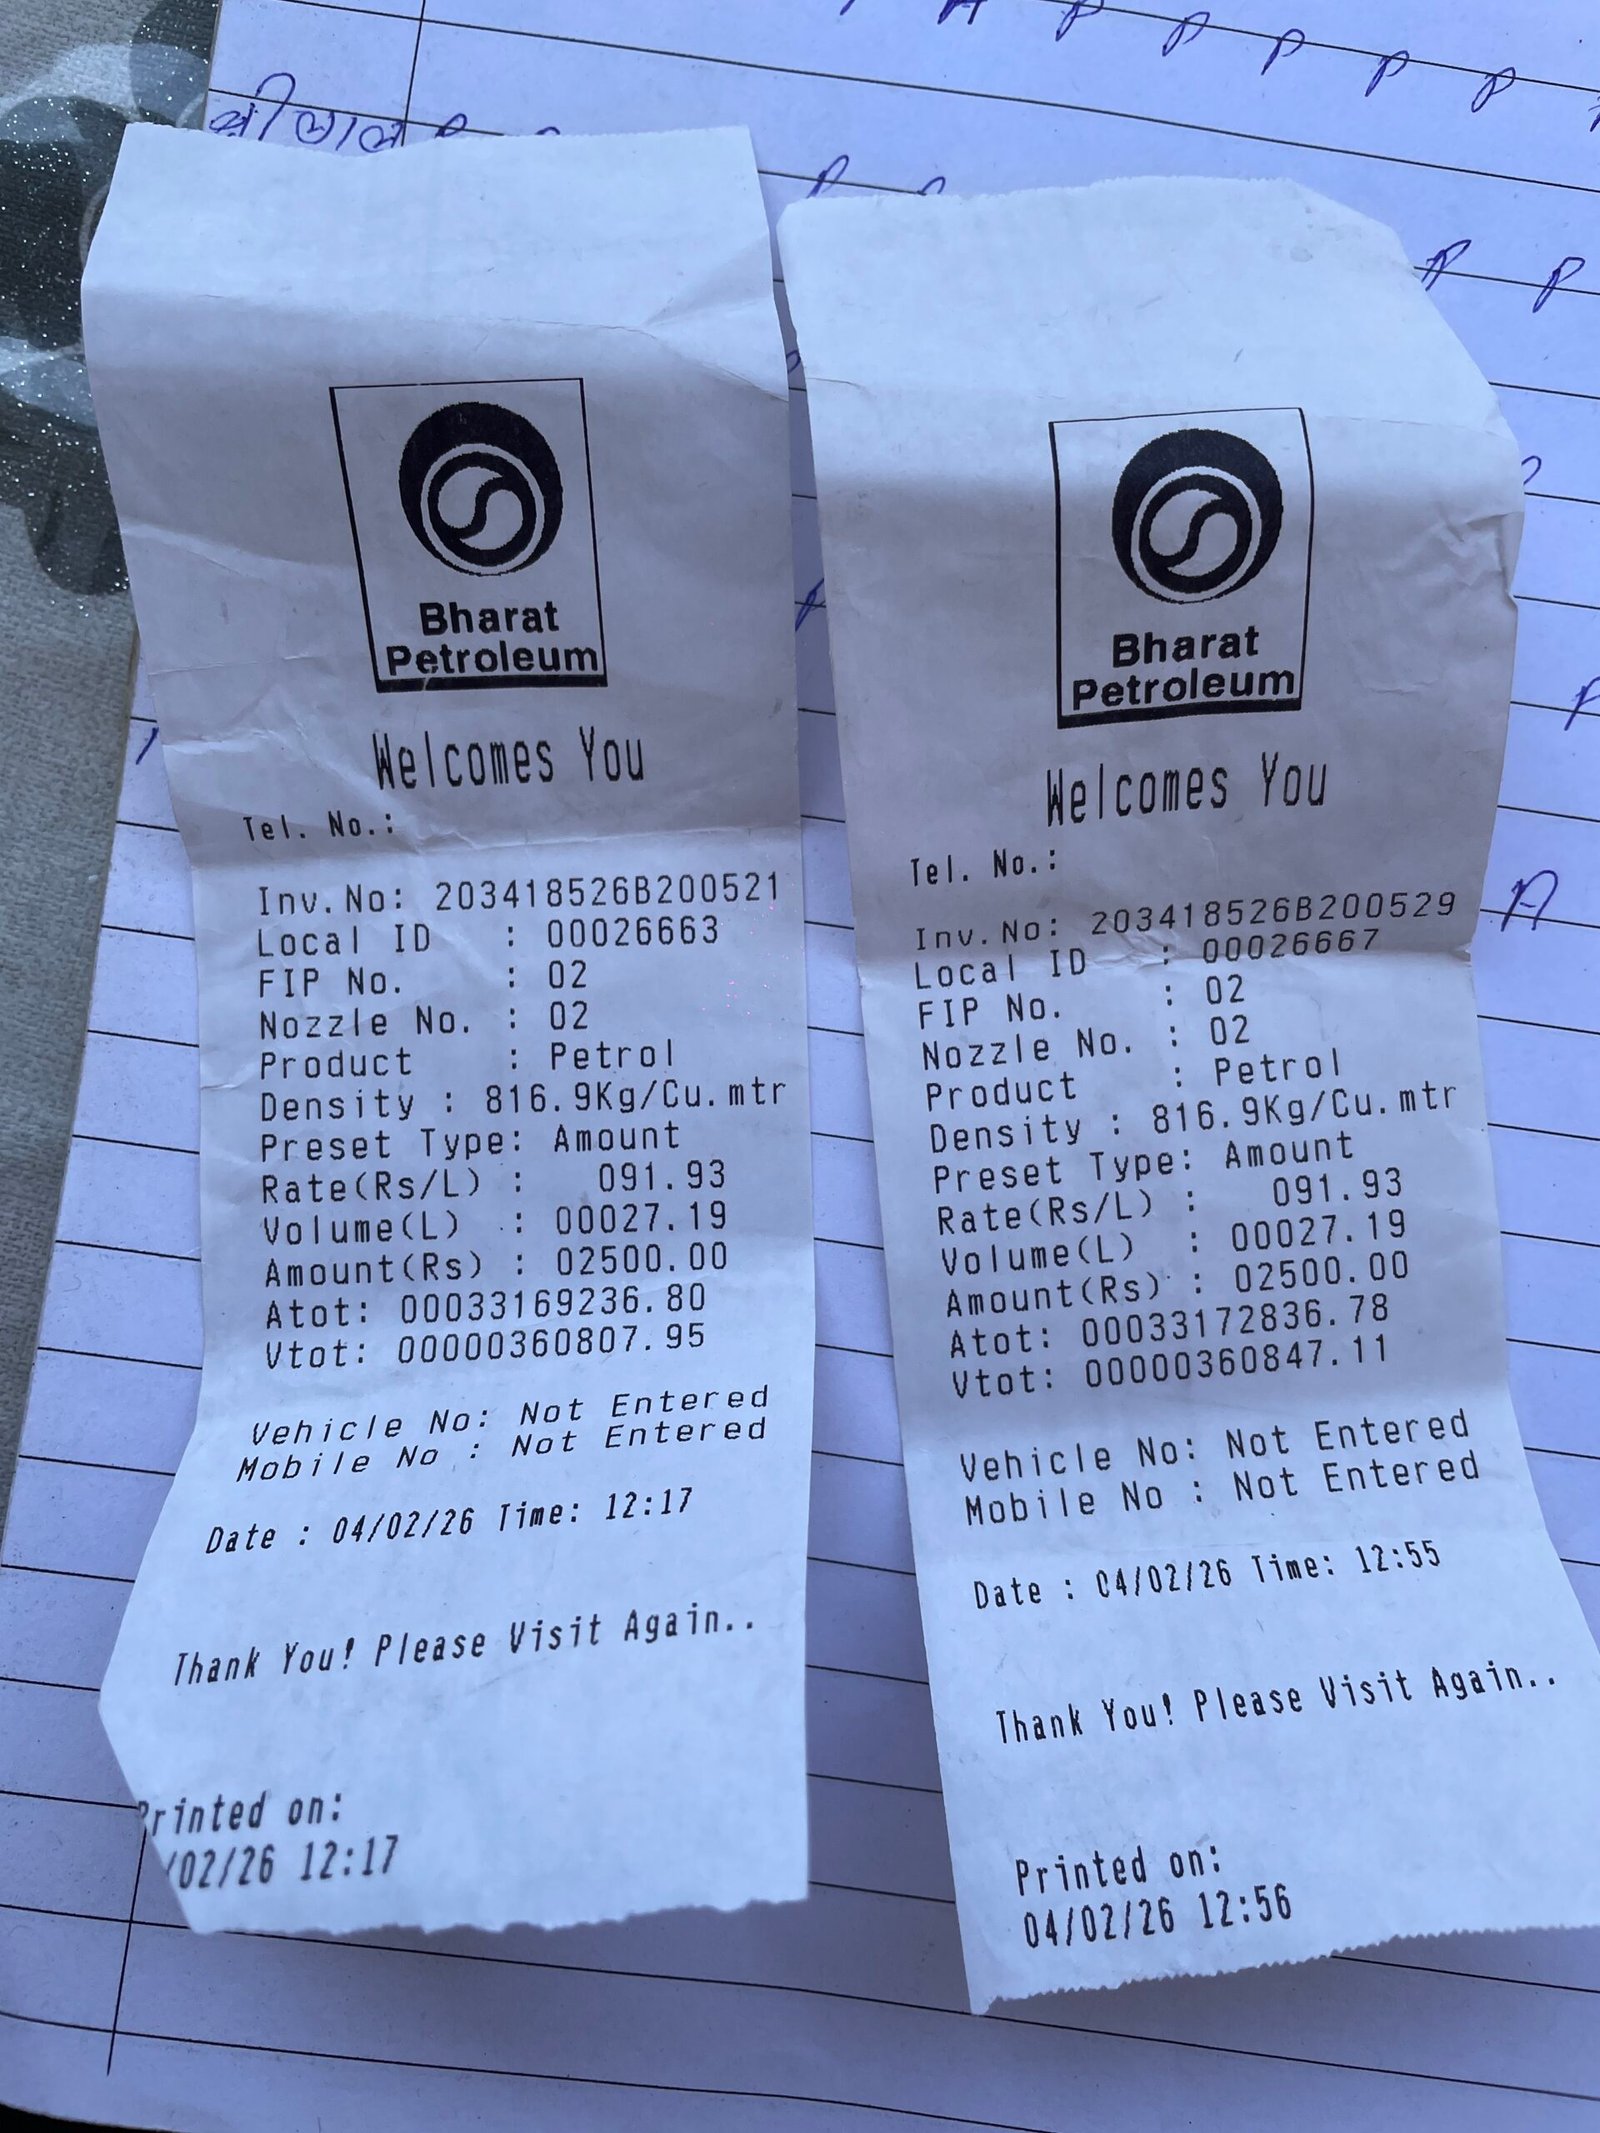 P P P P P
P
P P
A
Bharat
Petroleum
Welcomes You
Tel. No.:
Inv.No: 203418526B200521
Local ID : 00026663
FIP No. : 02
Nozzle No. : 02
Product : Petrol
Density : 816.9Kg/Cu.mtr
Preset Type: Amount
Rate(Rs/L) : 091.93
Volume(L) : 00027.19
Amount(Rs) : 02500.00
Atot: 00033169236.80
Vtot: 00000360807.95
Vehicle No: Not Entered
Mobile No : Not Entered
Date : 04/02/26 Time: 12:17
Thank You! Please Visit Again..
Printed on:
/02/26 12:17
Bharat
Petroleum
Welcomes You
Tel. No.:
Inv.No: 203418526B200529
Local ID : 00026667
FIP No. : 02
Nozzle No. : 02
Product : Petrol
Density : 816.9Kg/Cu.mtr
Preset Type: Amount
Rate(Rs/L) : 091.93
Volume(L) : 00027.19
Amount(Rs) : 02500.00
Atot: 00033172836.78
Vtot: 00000360847.11
Vehicle No: Not Entered
Mobile No : Not Entered
Date : 04/02/26 Time: 12:55
Thank You! Please Visit Again..
Printed on:
04/02/26 12:56